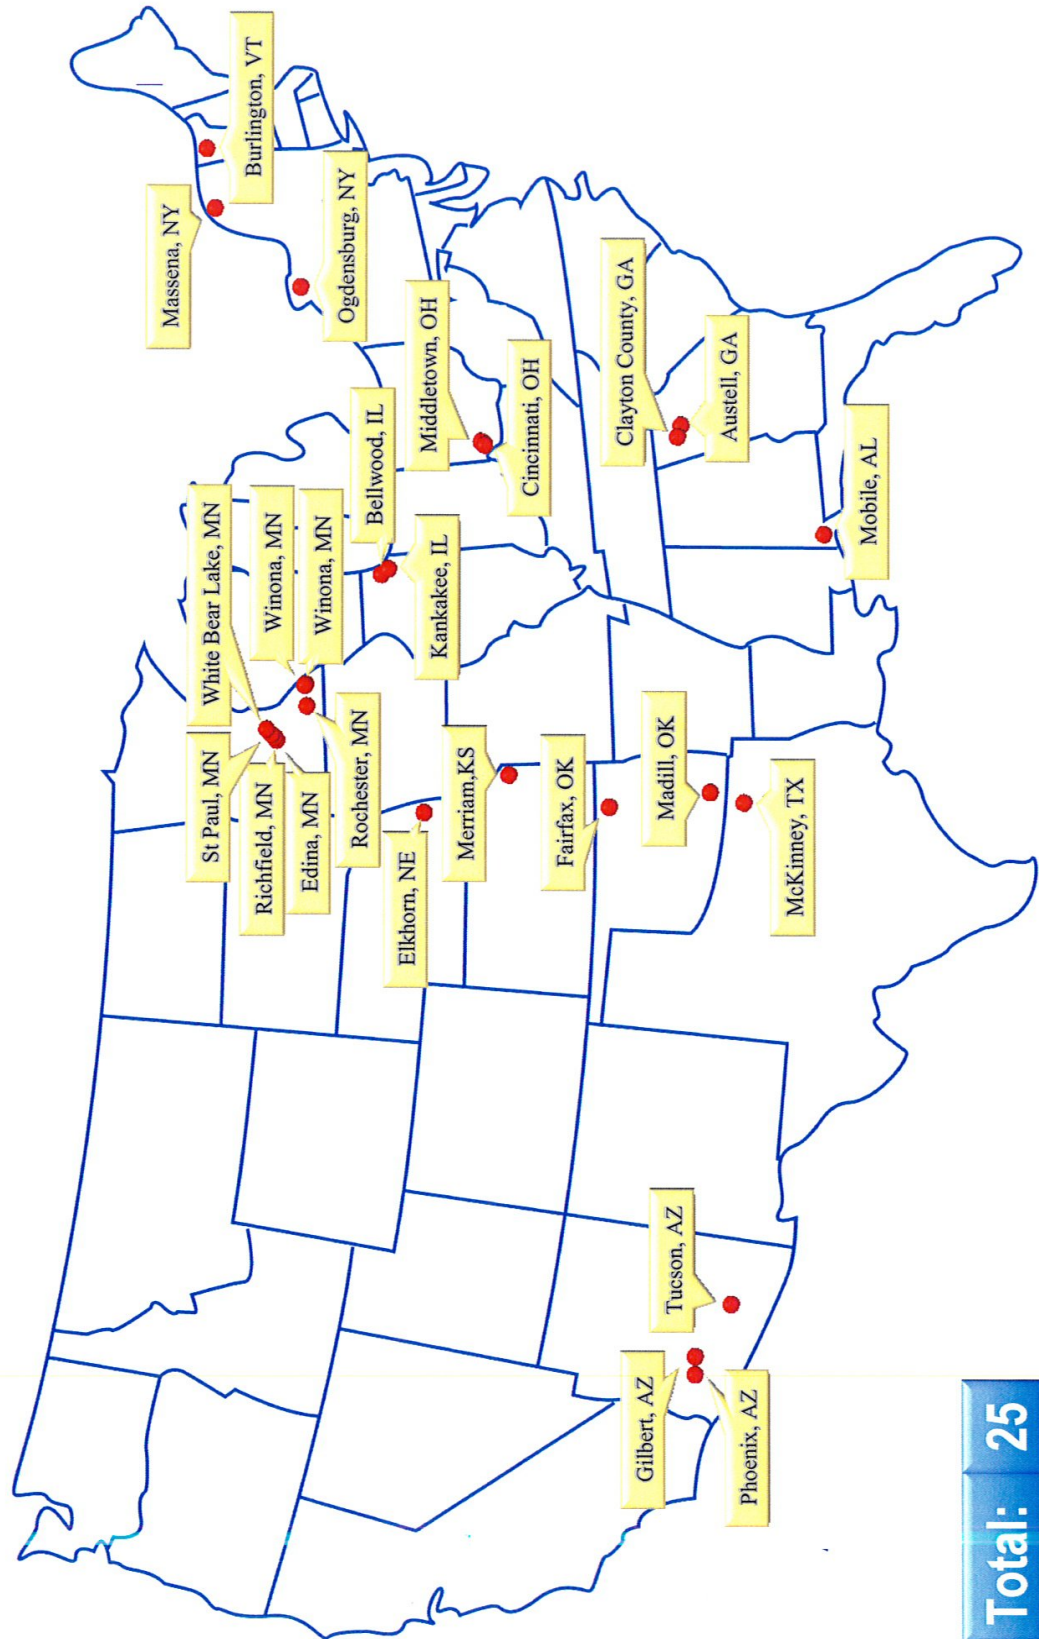 Massena, NY
Burlington, VT
Ogdensburg, NY
White Bear Lake, MN
Winona, MN
Winona, MN
St Paul, MN
Richfield, MN
Edina, MN
Rochester, MN
Bellwood, IL
Kankakee, IL
Middletown, OH
Cincinnati, OH
Elkhorn, NE
Merriam,KS
Fairfax, OK
Madill, OK
McKinney, TX
Clayton County, GA
Austell, GA
Mobile, AL
Tucson, AZ
Gilbert, AZ
Phoenix, AZ
Total: 25